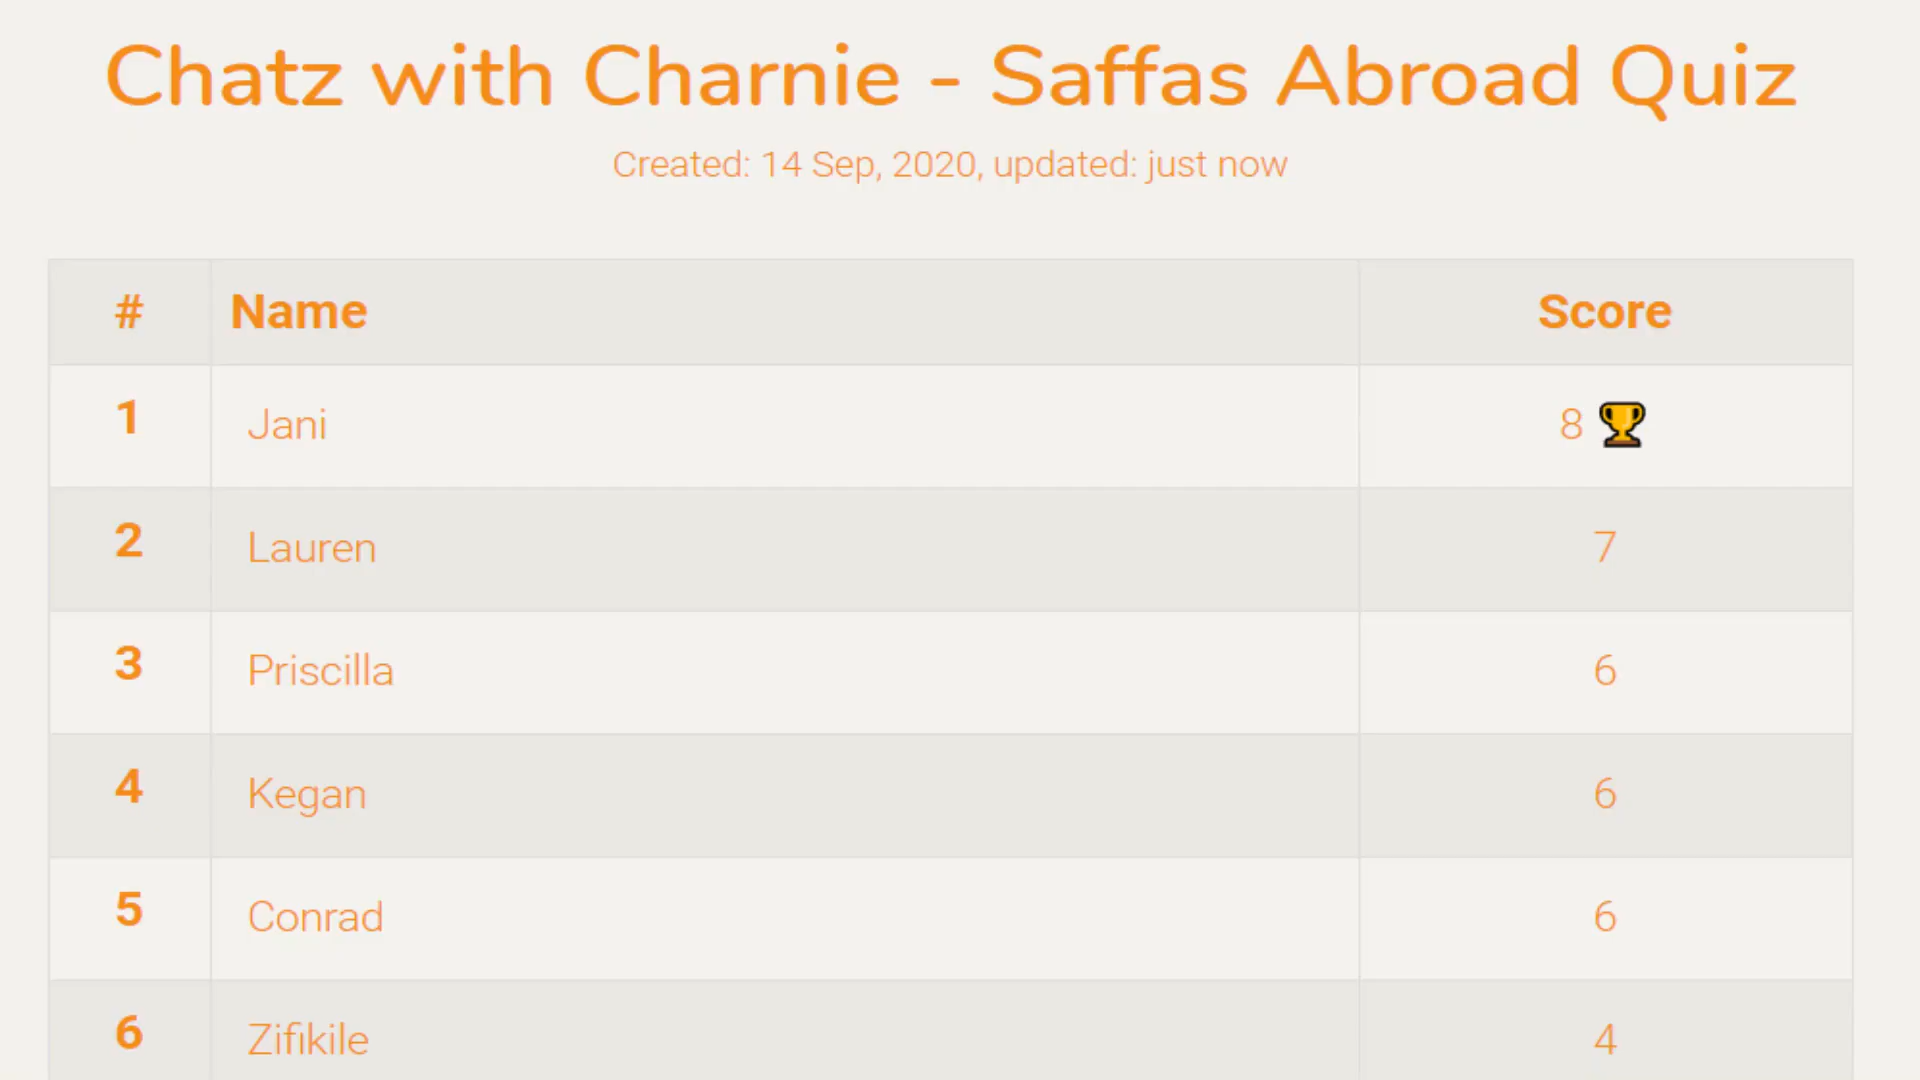 Chatz with Charnie - Saffas Abroad Quiz
Created: 14 Sep, 2020, updated: just now
# Name Score
1 Jani 8 🏆
2 Lauren 7
3 Priscilla 6
4 Kegan 6
5 Conrad 6
6 Zifikile 4